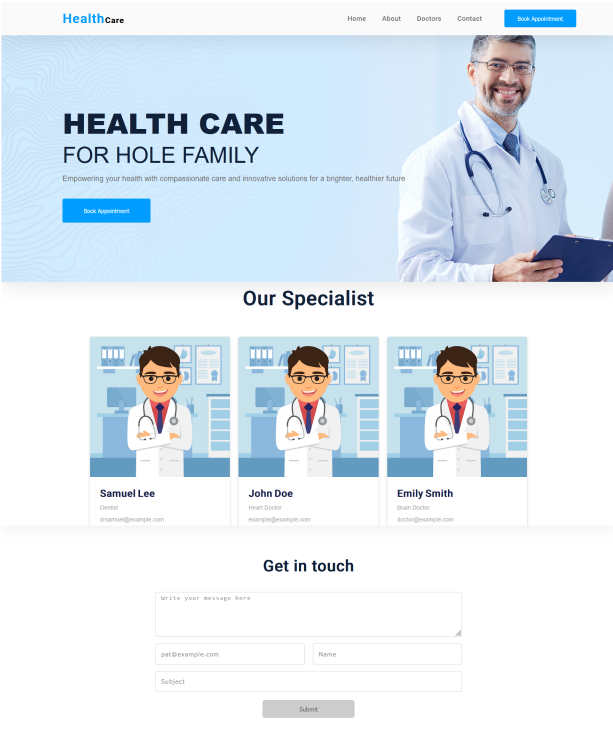 HealthCare Home About Doctors Contact Book Appointment
HEALTH CARE
FOR HOLE FAMILY
Empowering your health with compassionate care and innovative solutions for a brighter, healthier future
Book Appointment
Our Specialist
Samuel Lee
Dentist
drsamuel@example.com
John Doe
Heart Doctor
example@example.com
Emily Smith
Brain Doctor
doctor@example.com
Get in touch
Write your message here
pat@example.com Name
Subject
Submit